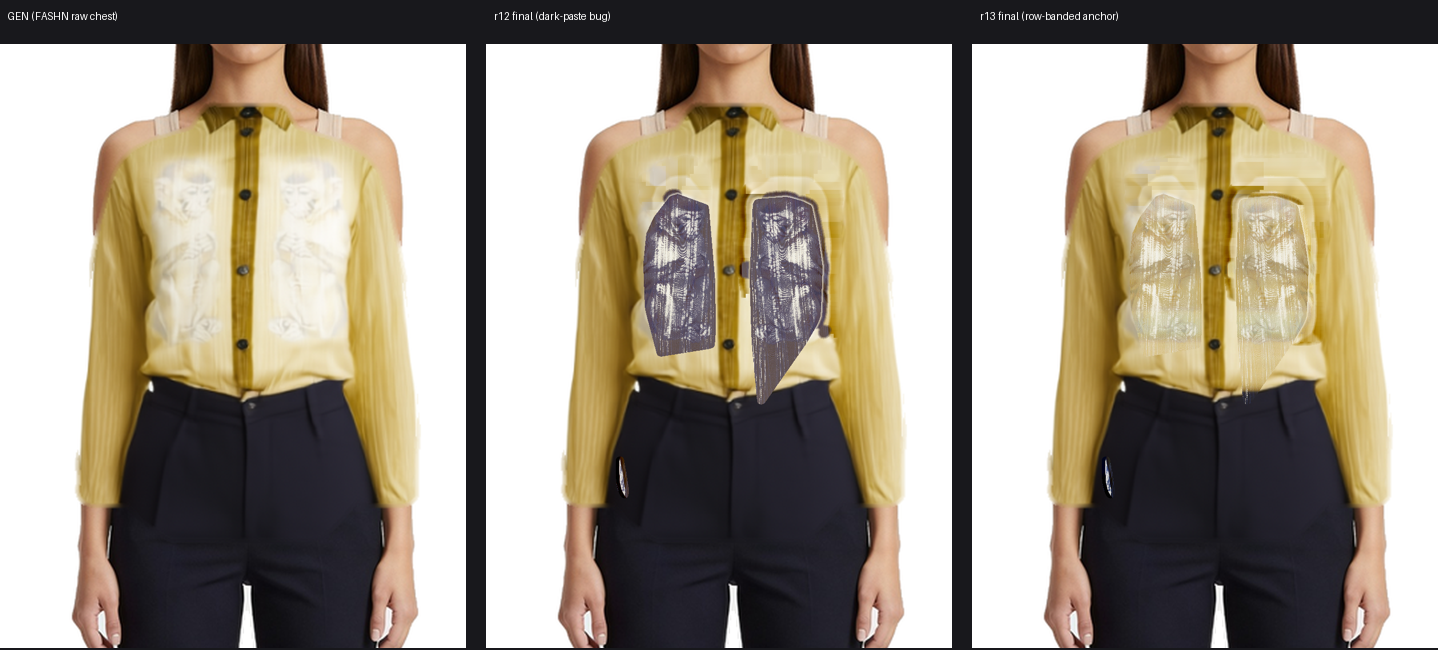 GEN (FASHN raw chest)
r12 final (dark-paste bug)
r13 final (row-banded anchor)